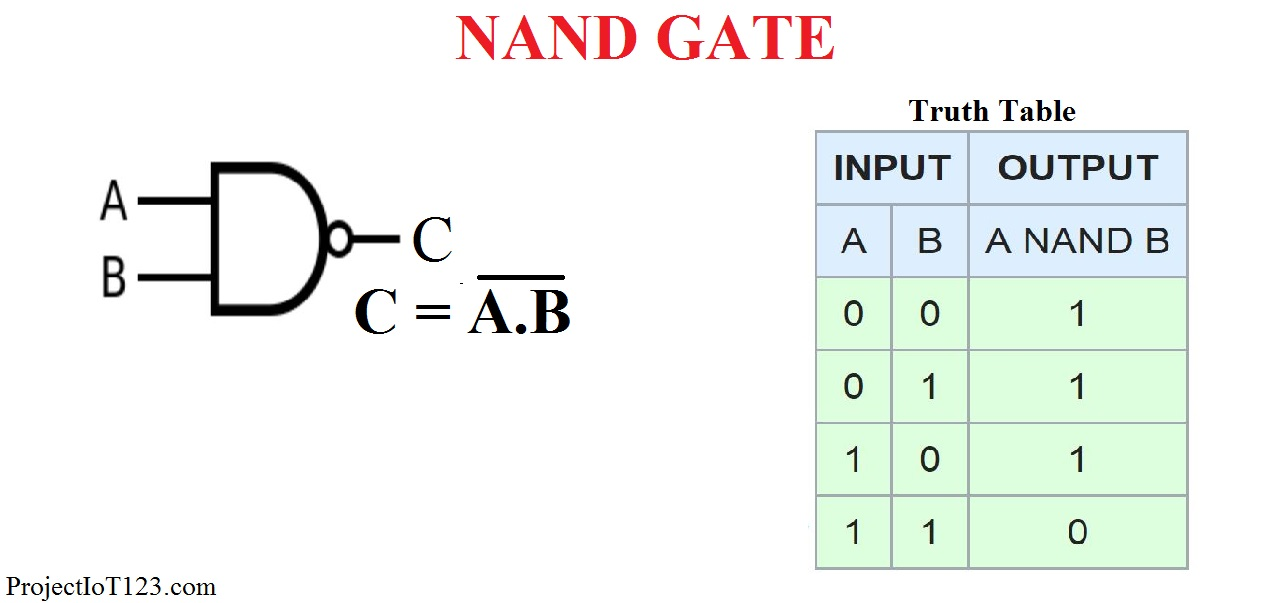 NAND GATE
A
B
C
C = A.B
Truth Table
INPUT OUTPUT
A B A NAND B
0 0 1
0 1 1
1 0 1
1 1 0
ProjectIoT123.com